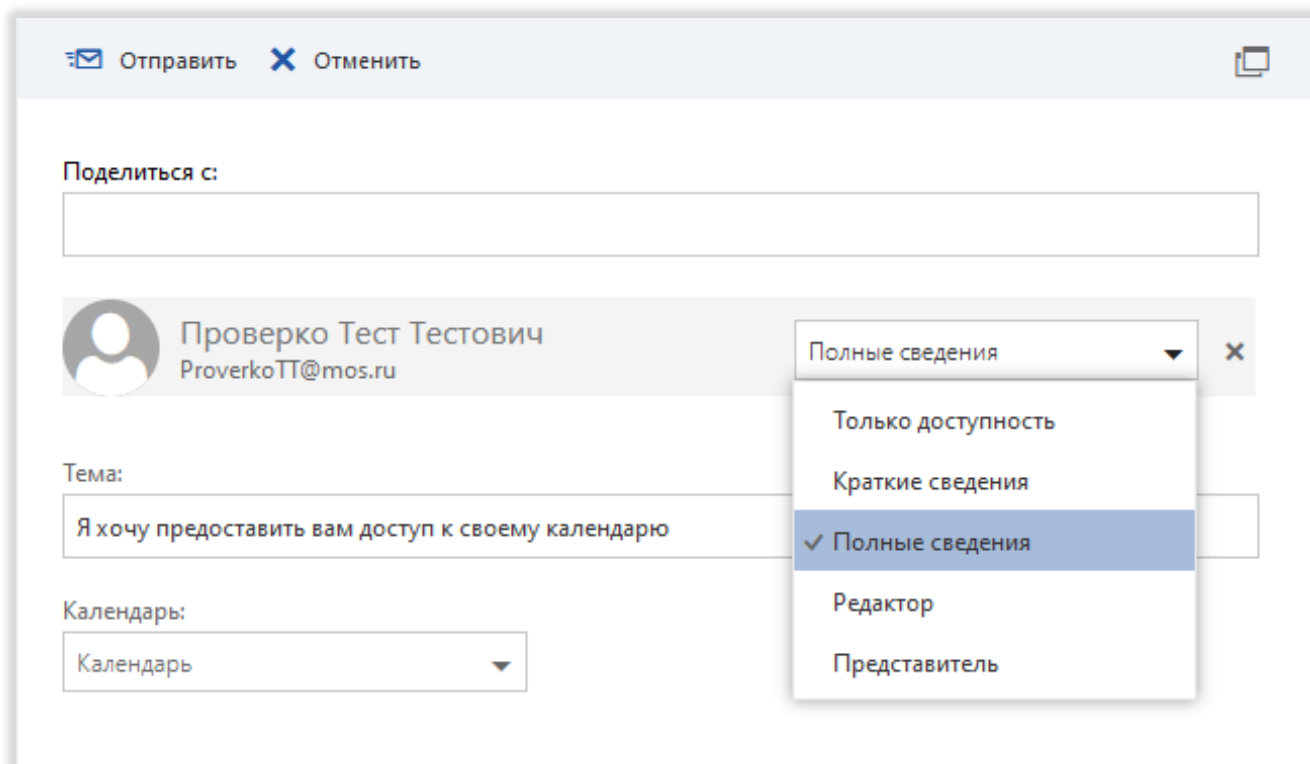 Отправить Отменить
Поделиться с:
Проверко Тест Тестович
ProverkoTT@mos.ru
Полные сведения
Только доступность
Краткие сведения
Полные сведения
Редактор
Представитель
Тема:
Я хочу предоставить вам доступ к своему календарю
Календарь:
Календарь